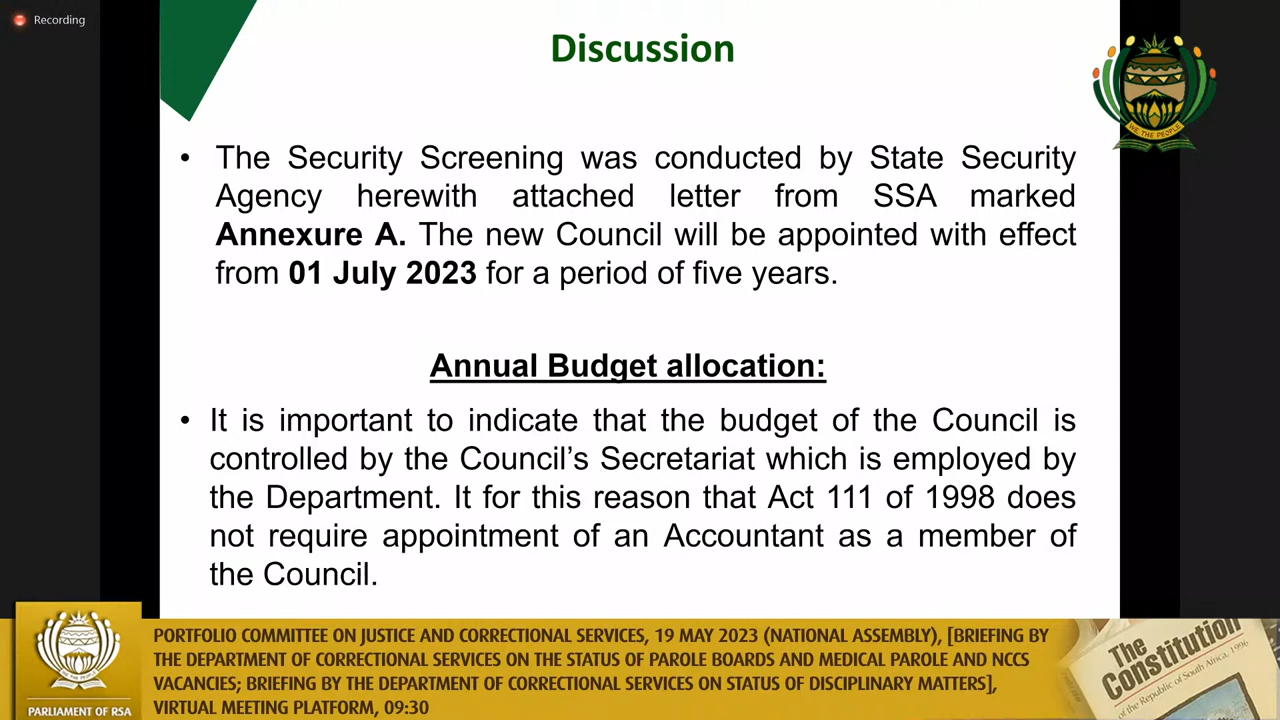 Recording
Discussion
WE, THE PEOPLE
• The Security Screening was conducted by State Security
Agency herewith attached letter from SSA marked
Annexure A. The new Council will be appointed with effect
from 01 July 2023 for a period of five years.
Annual Budget allocation:
• It is important to indicate that the budget of the Council is
controlled by the Council's Secretariat which is employed by
the Department. It for this reason that Act 111 of 1998 does
not require appointment of an Accountant as a member of
the Council.
PARLIAMENT OF RSA
PORTFOLIO COMMITTEE ON JUSTICE AND CORRECTIONAL SERVICES, 19 MAY 2023 (NATIONAL ASSEMBLY), [BRIEFING BY
THE DEPARTMENT OF CORRECTIONAL SERVICES ON THE STATUS OF PAROLE BOARDS AND MEDICAL PAROLE AND NCCS
VACANCIES; BRIEFING BY THE DEPARTMENT OF CORRECTIONAL SERVICES ON STATUS OF DISCIPLINARY MATTERS],
VIRTUAL MEETING PLATFORM, 09:30
The
Constitution
of the Republic of South Africa, 1996